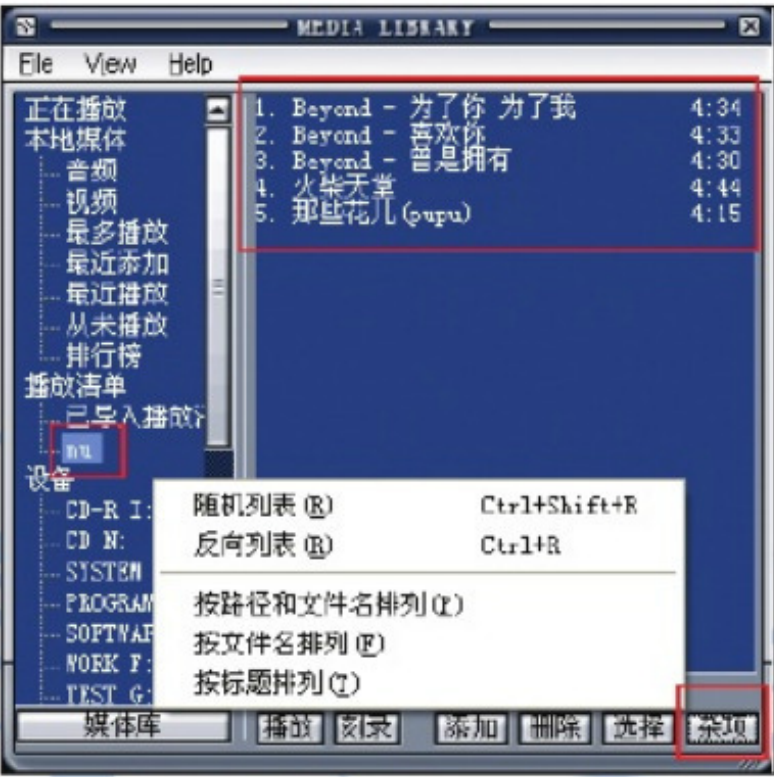 MEDIA LIBRARY
File View Help
正在播放
本地媒体
音频
视频
最多播放
最近添加
最近播放
从未播放
排行榜
播放清单
已导入播放
nu
设备
CD-R I:
CD N:
SYSTEM
PROGRAM
SOFTWAR
WORK F:
TEST G:
1. Beyond - 为了你 为了我 4:34
2. Beyond - 喜欢你 4:33
3. Beyond - 曾是拥有 4:30
4. 火柴天堂 4:44
5. 那些花儿(pupu) 4:15
随机列表(R) Ctrl+Shift+R
反向列表(R) Ctrl+R
按路径和文件名排列(P)
按文件名排列(F)
按标题排列(T)
媒体库 播放 刻录 添加 删除 选择 杂项